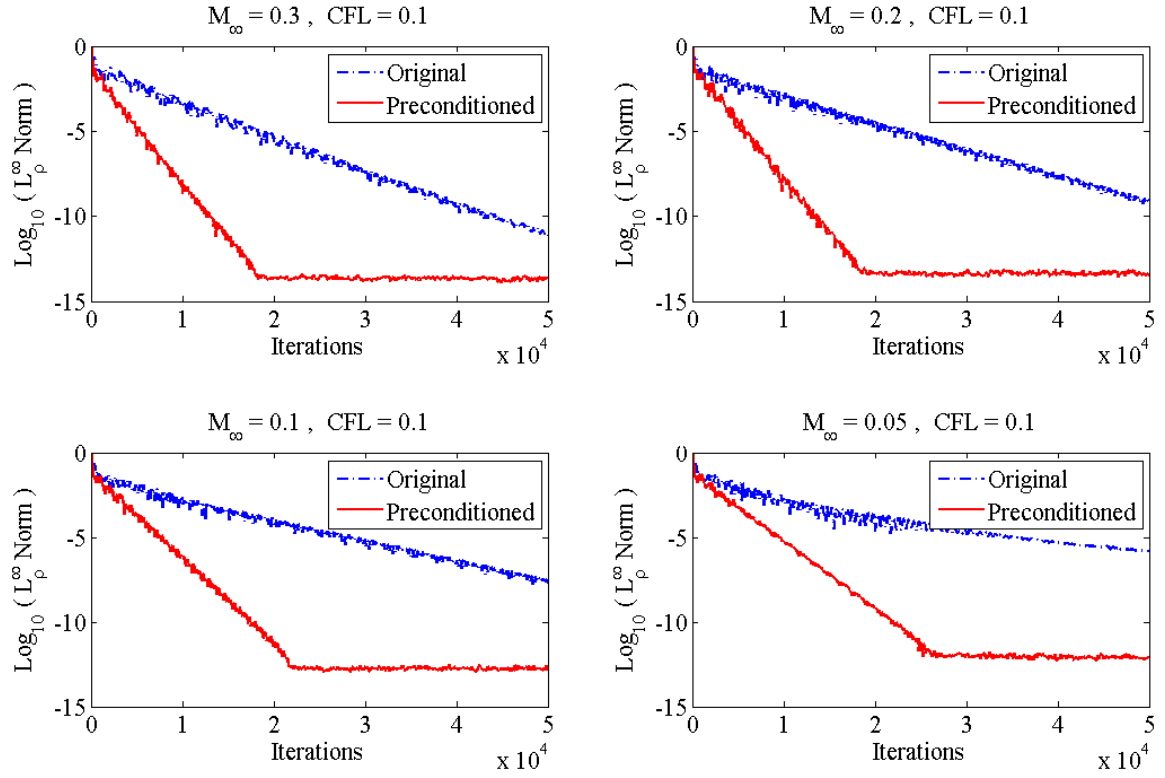 M∞ = 0.3 , CFL = 0.1
Log10 ( L∞ρ Norm )
0
-5
-10
-15
Original
Preconditioned
0 1 2 3 4 5
Iterations
x 10^4
M∞ = 0.2 , CFL = 0.1
Log10 ( L∞ρ Norm )
0
-5
-10
-15
Original
Preconditioned
0 1 2 3 4 5
Iterations
x 10^4
M∞ = 0.1 , CFL = 0.1
Log10 ( L∞ρ Norm )
0
-5
-10
-15
Original
Preconditioned
0 1 2 3 4 5
Iterations
x 10^4
M∞ = 0.05 , CFL = 0.1
Log10 ( L∞ρ Norm )
0
-5
-10
-15
Original
Preconditioned
0 1 2 3 4 5
Iterations
x 10^4